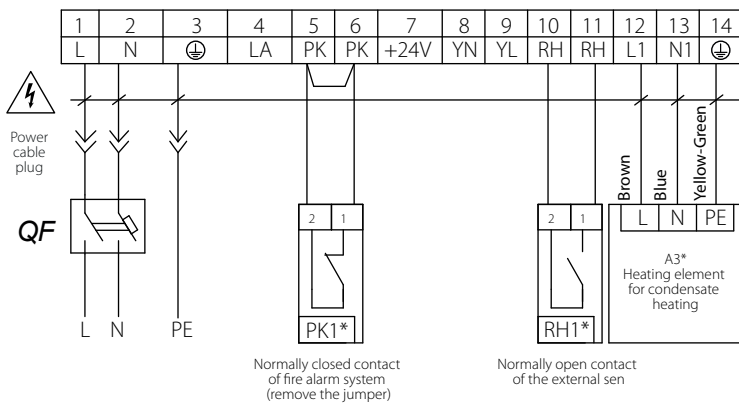 1 2 3 4 5 6 7 8 9 10 11 12 13 14
L N LA PK PK +24V YN YL RH RH L1 N1
Power
cable
plug
QF
L N PE
2 1
PK1*
Normally closed contact
of fire alarm system
(remove the jumper)
2 1
RH1*
Normally open contact
of the external sen
Brown
Blue
Yellow-Green
L N PE
A3*
Heating element
for condensate
heating